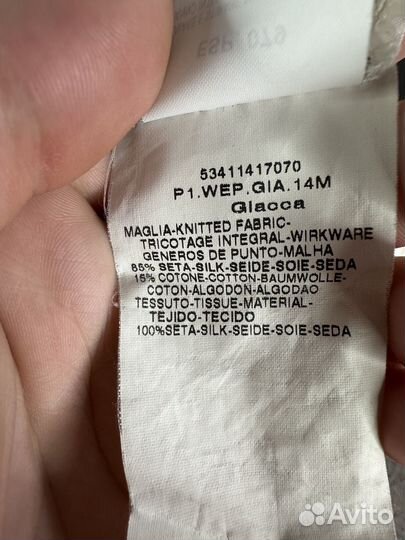 ESP 1079
53411417070
P1.WEP.GIA.14M
Giacca
MAGLIA-KNITTED FABRIC-
TRICOTAGE INTEGRAL-WIRKWARE
GENEROS DE PUNTO-MALHA
85% SETA-SILK-SEIDE-SOIE-SEDA
15% COTONE-COTTON-BAUMWOLLE-
COTON-ALGODON-ALGODAO
TESSUTO-TISSUE-MATERIAL-
TEJIDO-TECIDO
100%SETA-SILK-SEIDE-SOIE-SEDA
Avito